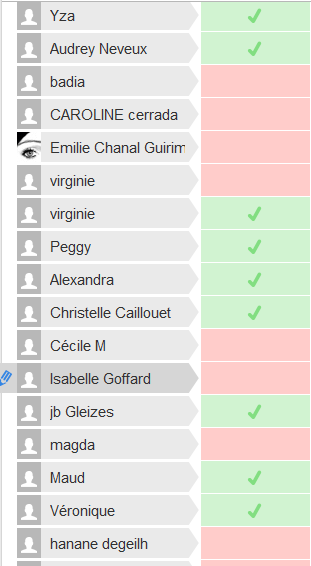 Yza
Audrey Neveux
badia
CAROLINE cerrada
Emilie Chanal Guirim
virginie
virginie
Peggy
Alexandra
Christelle Caillouet
Cécile M
Isabelle Goffard
jb Gleizes
magda
Maud
Véronique
hanane degeilh